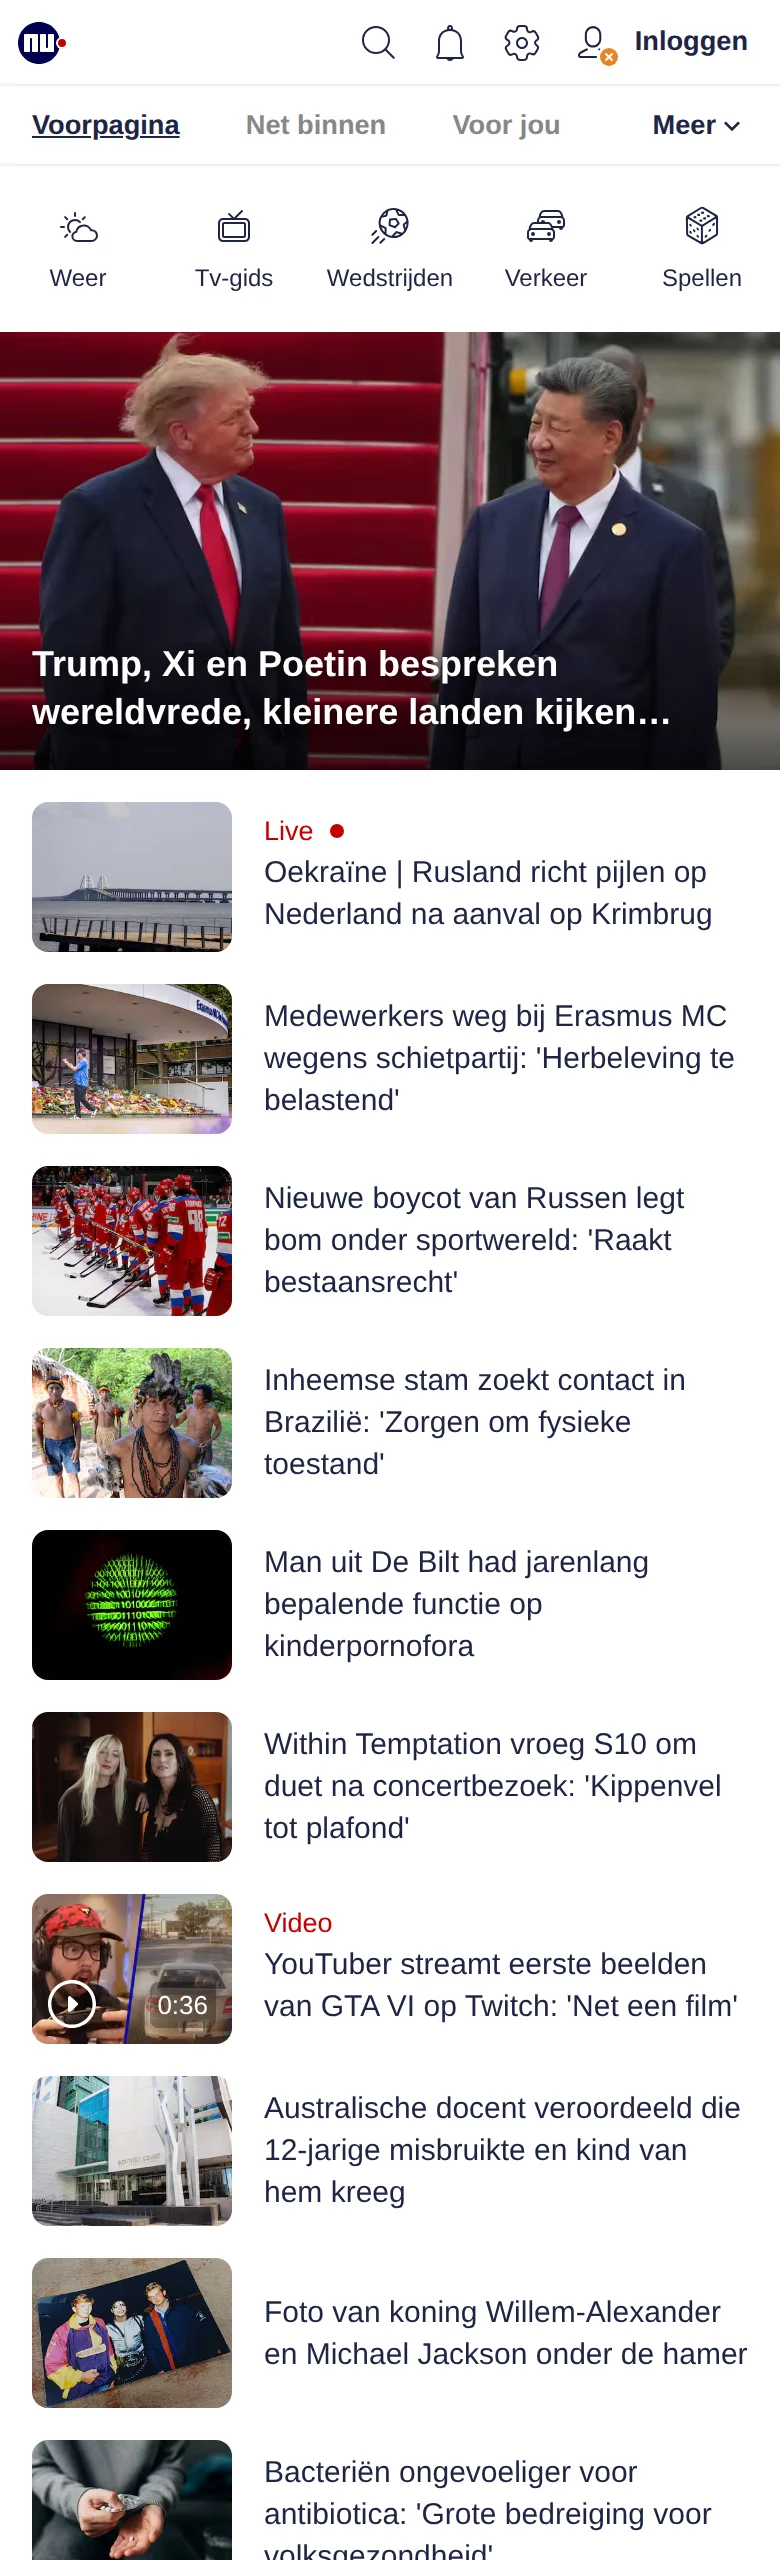 nu
Inloggen
Voorpagina
Net binnen
Voor jou
Meer
Weer
Tv-gids
Wedstrijden
Verkeer
Spellen
Trump, Xi en Poetin bespreken
wereldvrede, kleinere landen kijken...
Live
Oekraïne | Rusland richt pijlen op
Nederland na aanval op Krimbrug
Medewerkers weg bij Erasmus MC
wegens schietpartij: 'Herbeleving te
belastend'
Nieuwe boycot van Russen legt
bom onder sportwereld: 'Raakt
bestaansrecht'
98
Inheemse stam zoekt contact in
Brazilië: 'Zorgen om fysieke
toestand'
Man uit De Bilt had jarenlang
bepalende functie op
kinderpornofora
Within Temptation vroeg S10 om
duet na concertbezoek: 'Kippenvel
tot plafond'
Video
YouTuber streamt eerste beelden
van GTA VI op Twitch: 'Net een film'
0:36
Australische docent veroordeeld die
12-jarige misbruikte en kind van
hem kreeg
Foto van koning Willem-Alexander
en Michael Jackson onder de hamer
Bacteriën ongevoeliger voor
antibiotica: 'Grote bedreiging voor
volksgezondheid'